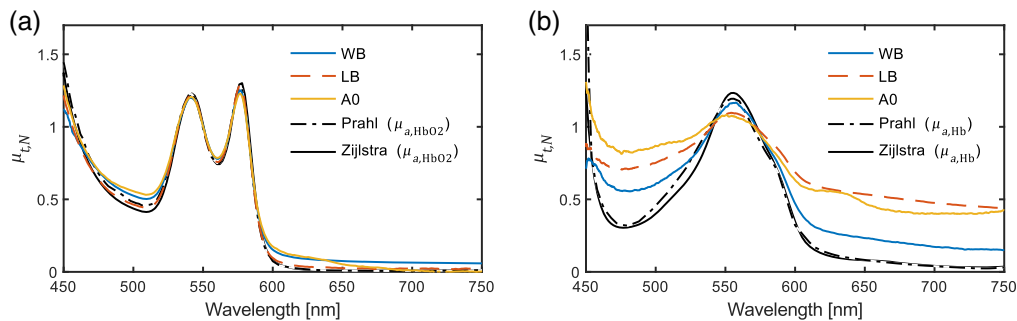 (a)
μt,N
1.5
1
0.5
0
450 500 550 600 650 700 750
Wavelength [nm]
WB
LB
A0
Prahl (μa,HbO2)
Zijlstra (μa,HbO2)
(b)
μt,N
1.5
1
0.5
0
450 500 550 600 650 700 750
Wavelength [nm]
WB
LB
A0
Prahl (μa,Hb)
Zijlstra (μa,Hb)